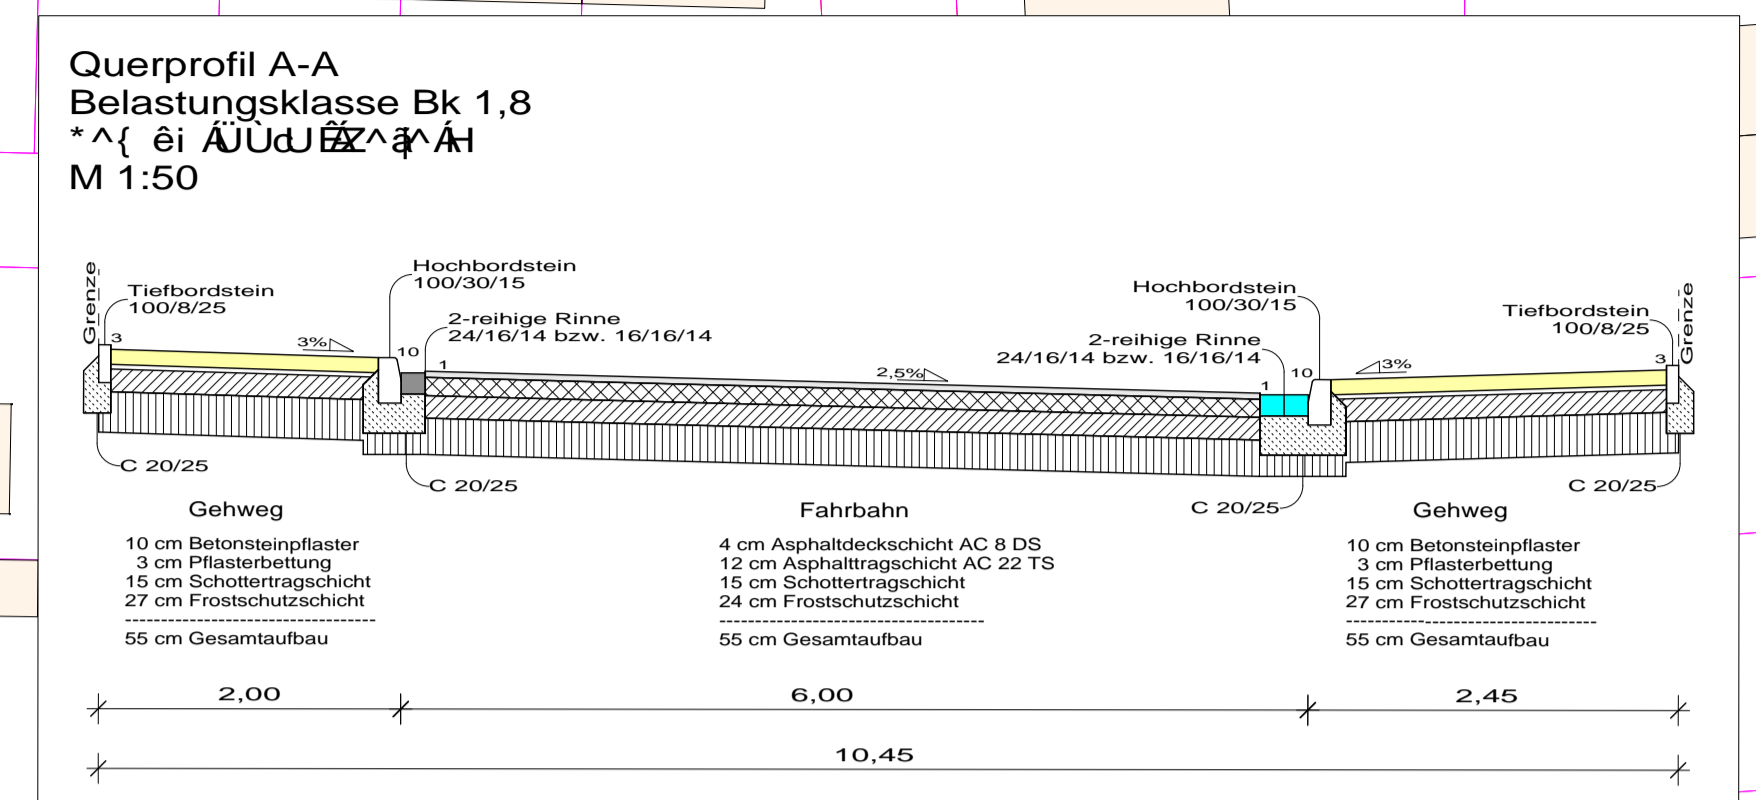 Querprofil A-A
Belastungsklasse Bk 1,8
M 1:50
Grenze
Tiefbordstein
100/8/25
3
3%
Hochbordstein
100/30/15
10
2-reihige Rinne
24/16/14 bzw. 16/16/14
1
2,5%
Hochbordstein
100/30/15
2-reihige Rinne
24/16/14 bzw. 16/16/14
1
10
3%
Tiefbordstein
100/8/25
3
Grenze
C 20/25
C 20/25
C 20/25
C 20/25
Gehweg
10 cm Betonsteinpflaster
3 cm Pflasterbettung
15 cm Schottertragschicht
27 cm Frostschutzschicht
----------------------------------
55 cm Gesamtaufbau
Fahrbahn
4 cm Asphaltdeckschicht AC 8 DS
12 cm Asphalttragschicht AC 22 TS
15 cm Schottertragschicht
24 cm Frostschutzschicht
------------------------------------
55 cm Gesamtaufbau
Gehweg
10 cm Betonsteinpflaster
3 cm Pflasterbettung
15 cm Schottertragschicht
27 cm Frostschutzschicht
----------------------------------
55 cm Gesamtaufbau
2,00
6,00
2,45
10,45